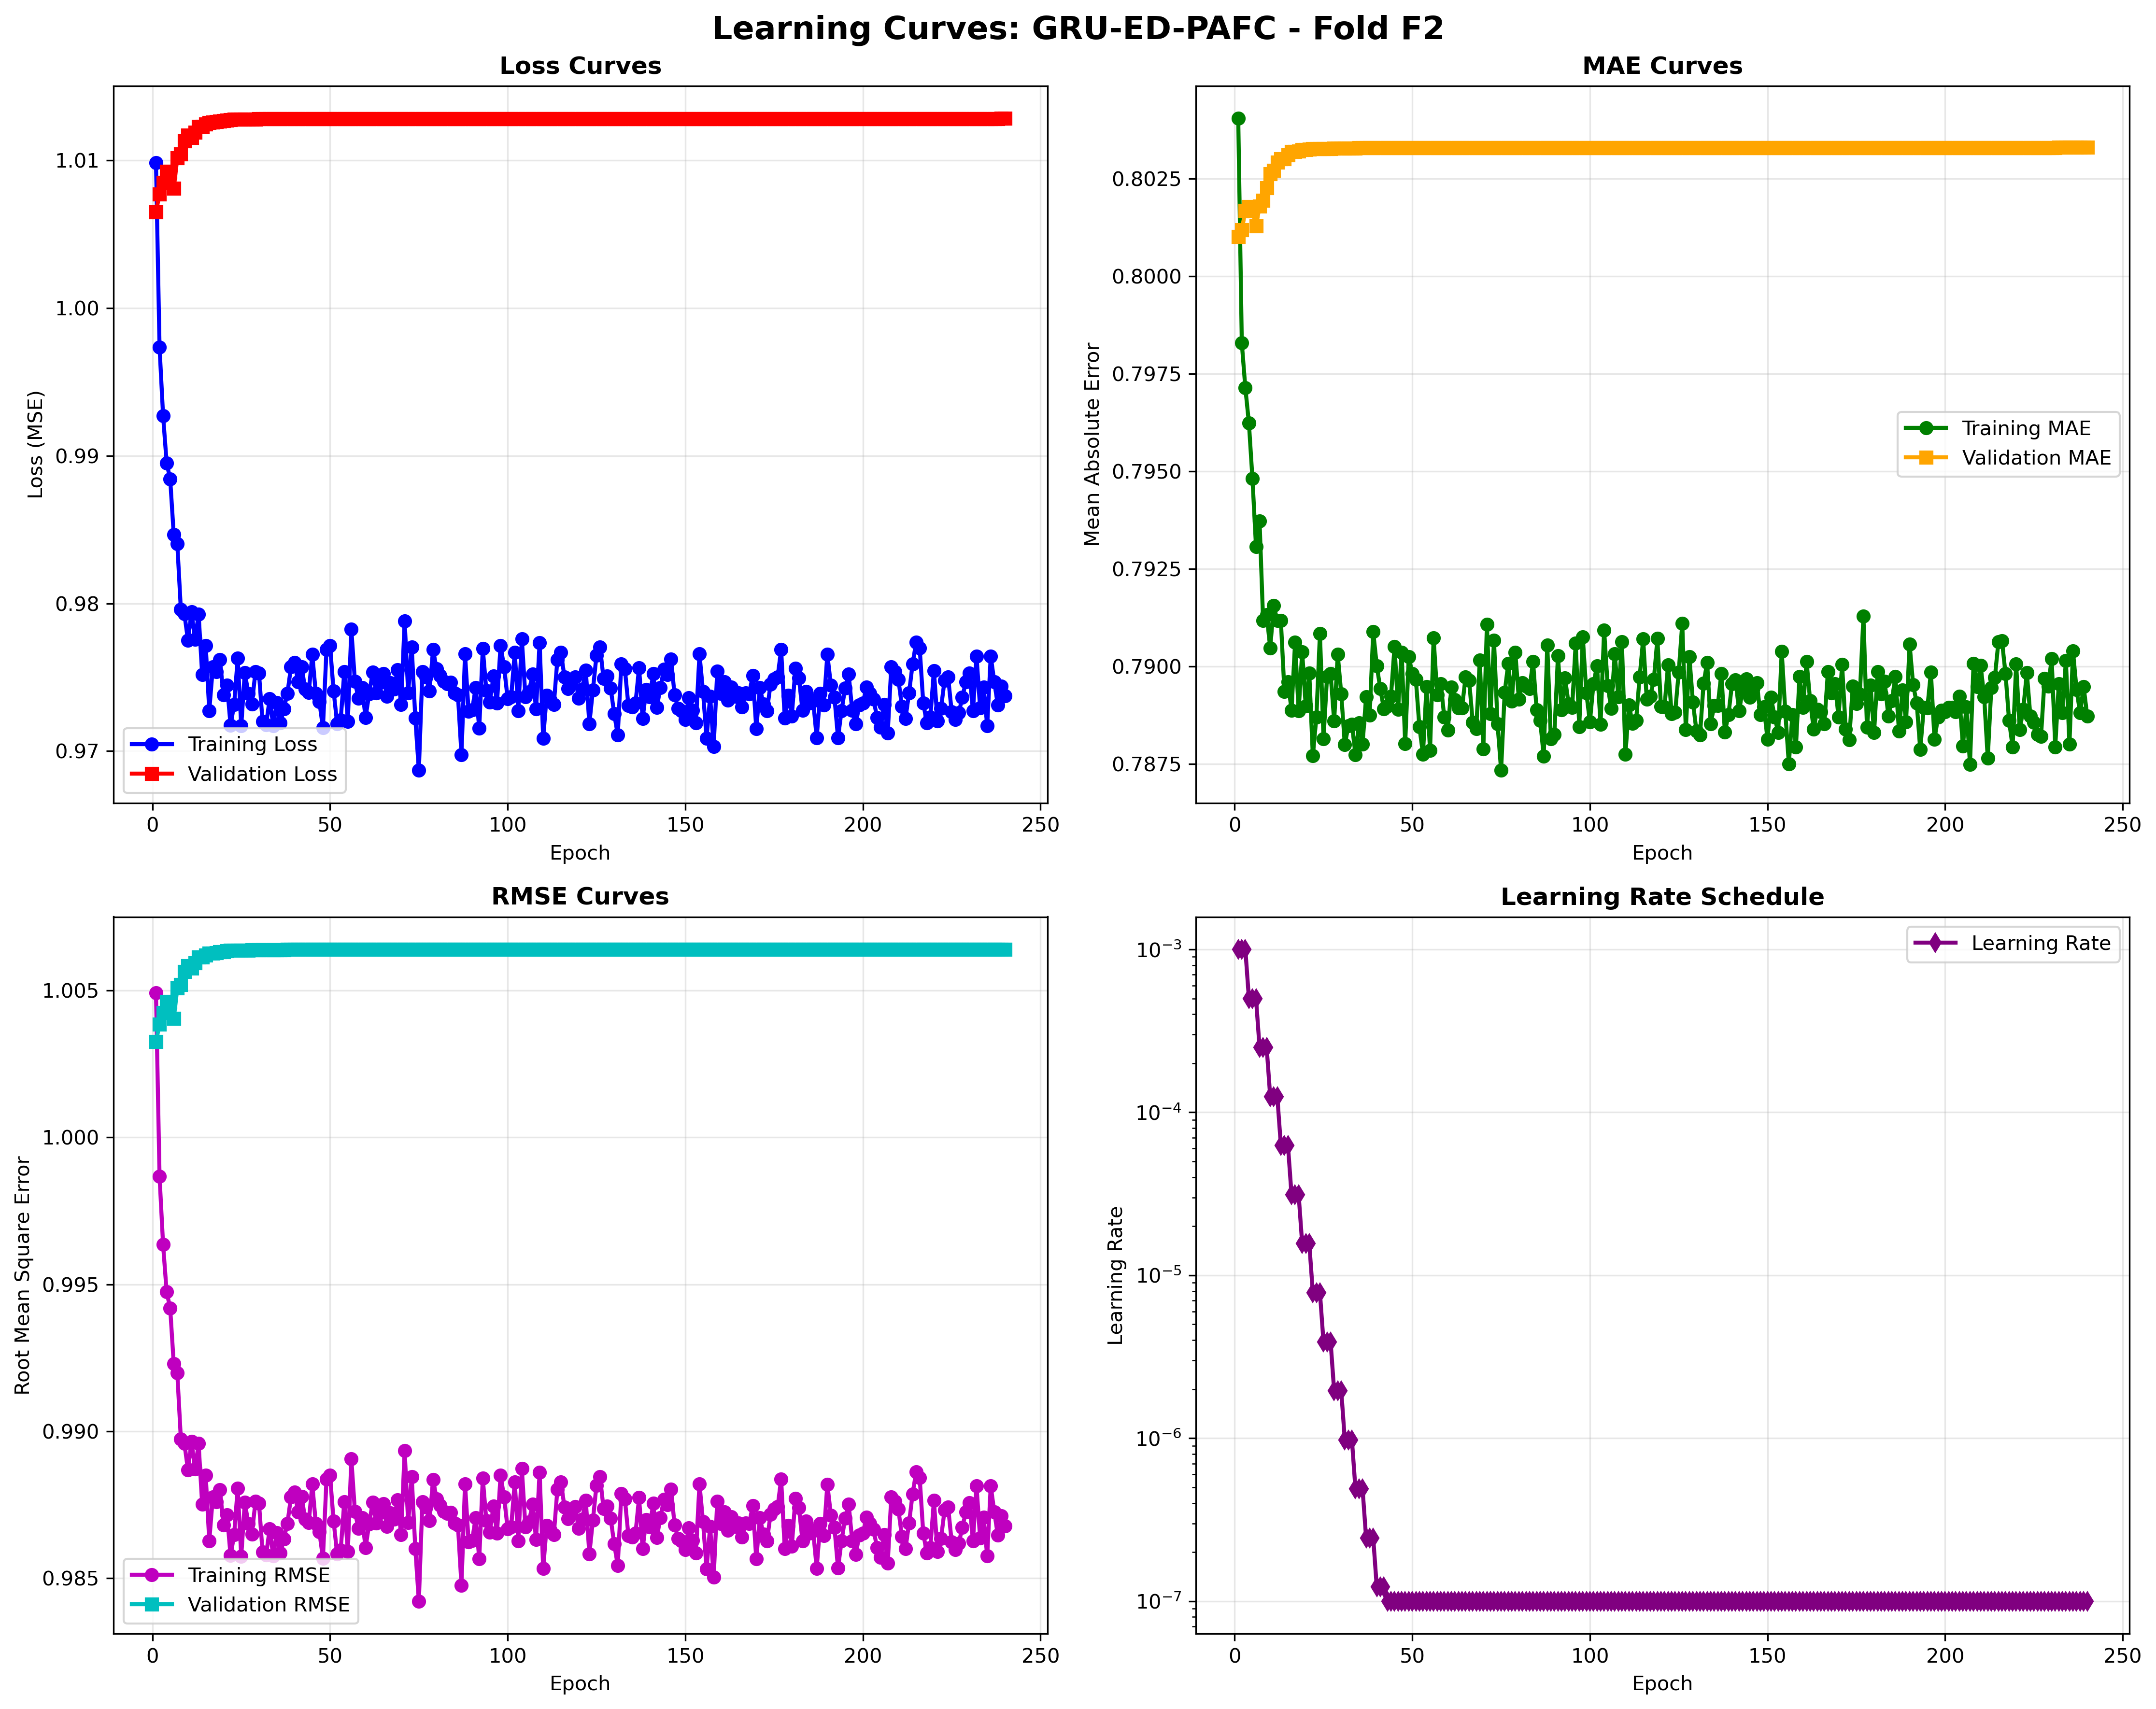 Learning Curves: GRU-ED-PAFC - Fold F2
Loss Curves
1.01
1.00
0.99
0.98
0.97
Loss (MSE)
Training Loss
Validation Loss
0
50
100
150
200
250
Epoch
MAE Curves
0.8025
0.8000
0.7975
0.7950
0.7925
0.7900
0.7875
Mean Absolute Error
Training MAE
Validation MAE
0
50
100
150
200
250
Epoch
RMSE Curves
1.005
1.000
0.995
0.990
0.985
Root Mean Square Error
Training RMSE
Validation RMSE
0
50
100
150
200
250
Epoch
Learning Rate Schedule
Learning Rate
10⁻³
10⁻⁴
10⁻⁵
10⁻⁶
10⁻⁷
Learning Rate
0
50
100
150
200
250
Epoch